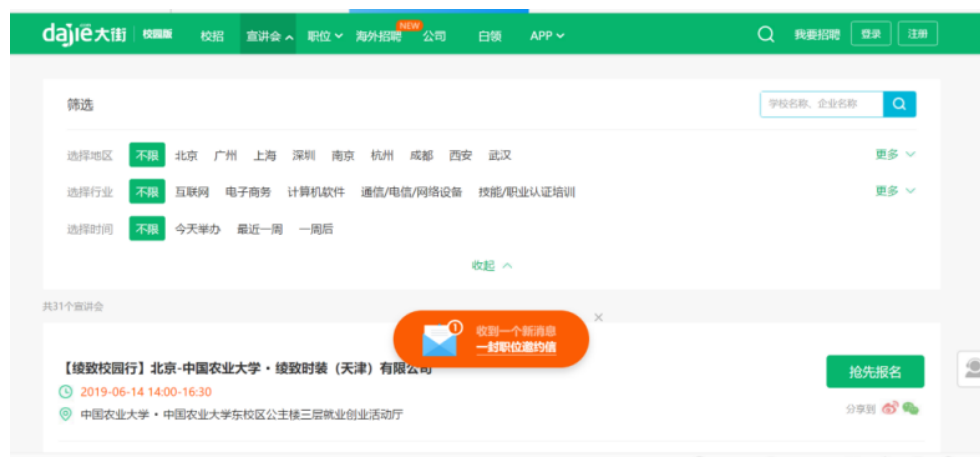 dajie大街 校园版 校招 宣讲会 职位 海外招聘 NEW 公司 白领 APP 我要招聘 登录 注册
筛选 学校名称、企业名称
选择地区 不限 北京 广州 上海 深圳 南京 杭州 成都 西安 武汉 更多
选择行业 不限 互联网 电子商务 计算机软件 通信/电信/网络设备 技能/职业认证培训 更多
选择时间 不限 今天举办 最近一周 一周后
收起
共31个宣讲会
1 收到一个新消息
一封职位邀约信
【绫致校园行】北京-中国农业大学·绫致时装（天津）有限公司 抢先报名
2019-06-14 14:00-16:30
中国农业大学·中国农业大学东校区公主楼三层就业创业活动厅 分享到